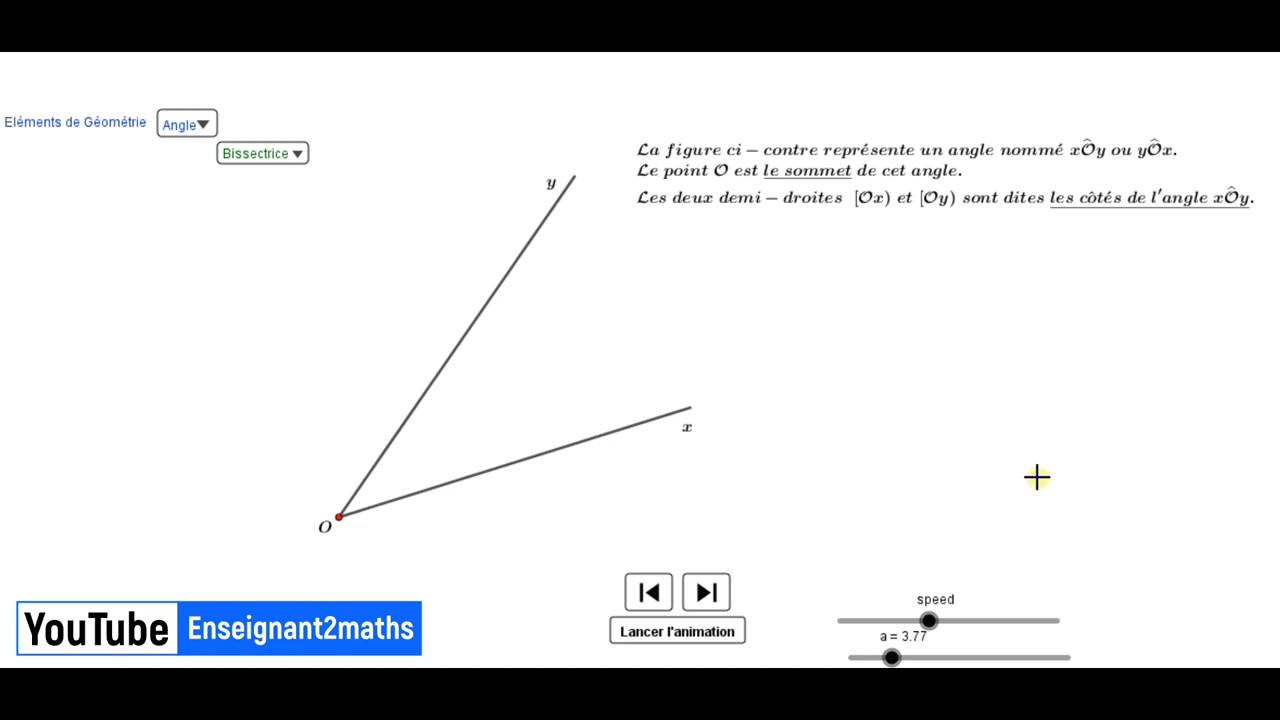 Eléments de Géométrie
Angle
Bissectrice
La figure ci – contre représente un angle nommé xÔy ou yÔx.
Le point O est le sommet de cet angle.
Les deux demi – droites [Ox) et [Oy) sont dites les côtés de l'angle xÔy.
y
x
O
Lancer l'animation
speed
a = 3.77
YouTube Enseignant2maths